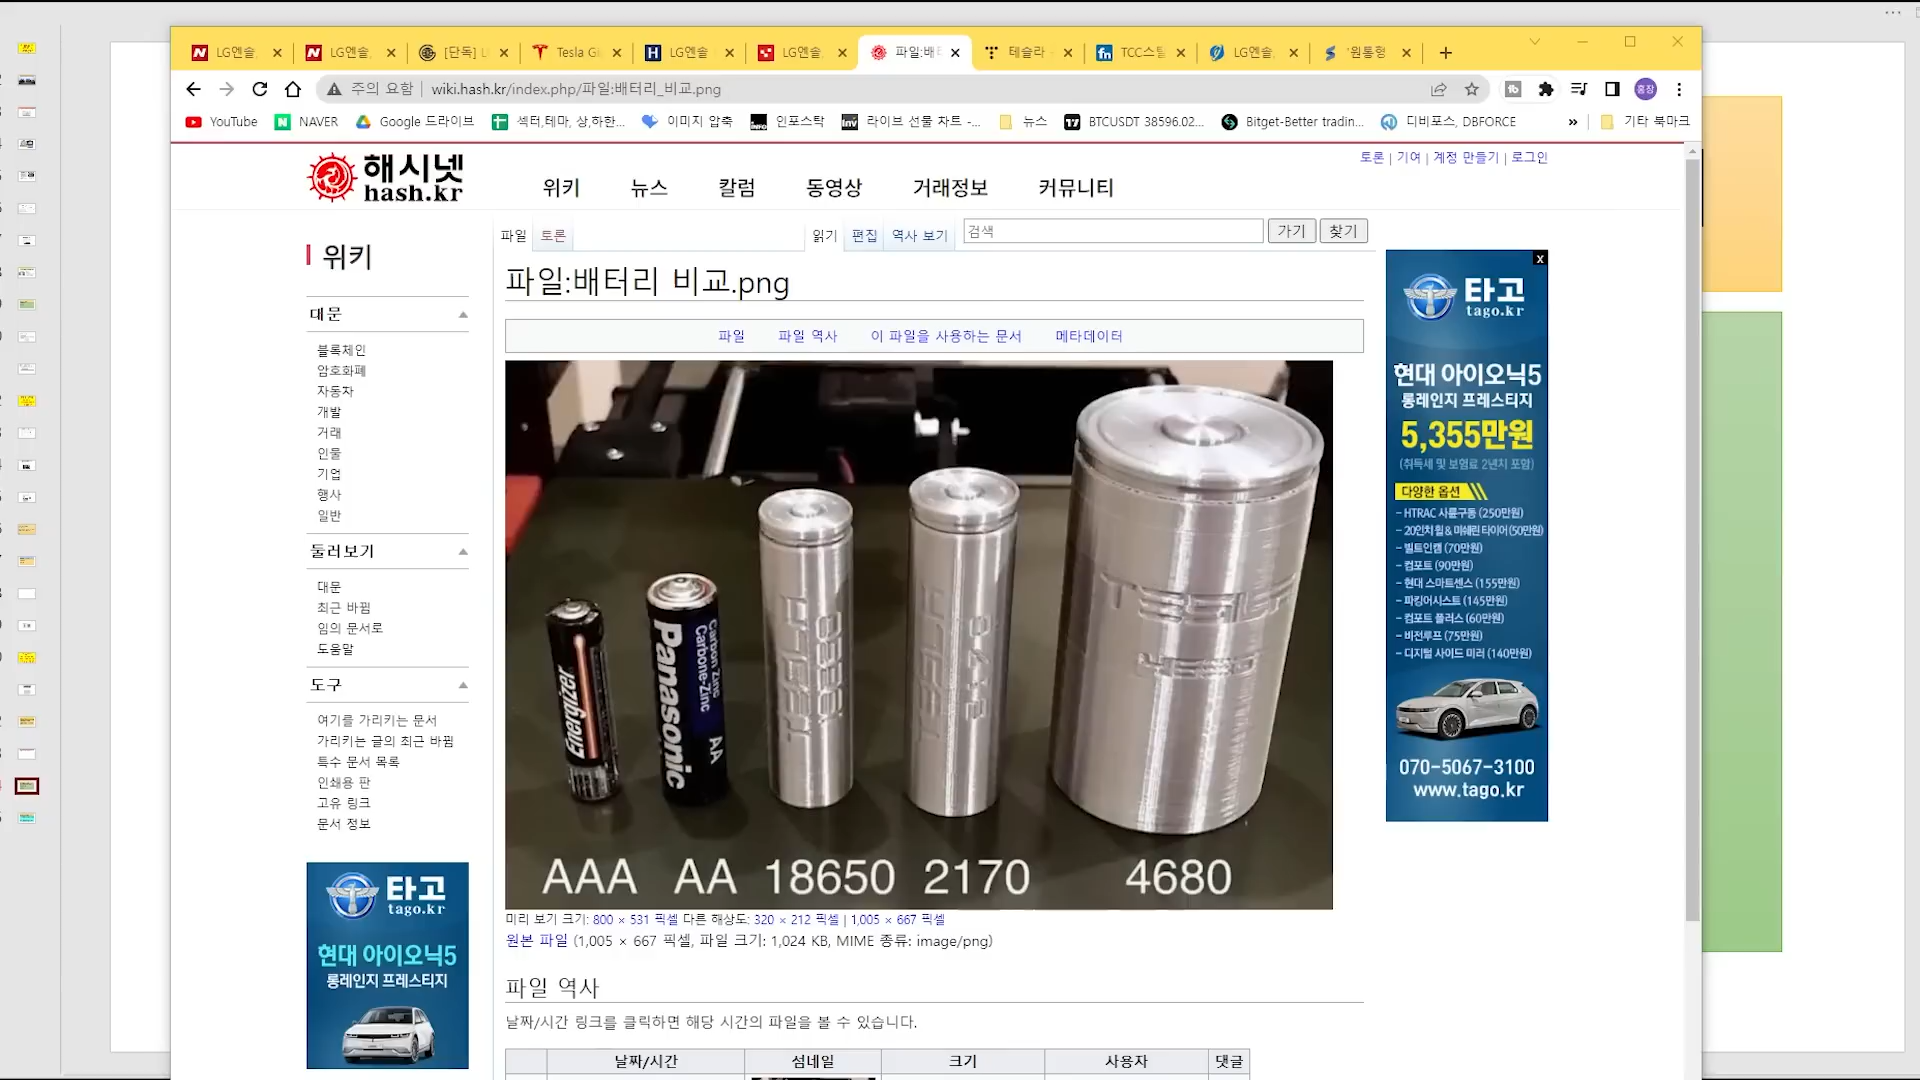 LG엔솔,
LG엔솔,
[단독] L
Tesla Gi
LG엔솔
LG엔솔,
파일:배터
테슬라 -
TCC스틸
LG엔솔,
'원통형
주의 요함
wiki.hash.kr/index.php/파일:배터리_비교.png
홍장
YouTube
NAVER
Google 드라이브
섹터,테마, 상,하한...
이미지 압축
인포스탁
라이브 선물 차트 -...
뉴스
BTCUSDT 38596.02...
Bitget-Better tradin...
디비포스, DBFORCE
»
기타 북마크
해시넷
hash.kr
토론 | 기여 | 계정 만들기 | 로그인
위키
뉴스
칼럼
동영상
거래정보
커뮤니티
위키
대문
블록체인
암호화폐
자동차
개발
거래
인물
기업
행사
일반
둘러보기
대문
최근 바뀜
임의 문서로
도움말
도구
여기를 가리키는 문서
가리키는 글의 최근 바뀜
특수 문서 목록
인쇄용 판
고유 링크
문서 정보
타고
tago.kr
현대 아이오닉5
롱레인지 프레스티지
파일
토론
읽기
편집
역사 보기
검색
가기
찾기
파일:배터리 비교.png
파일
파일 역사
이 파일을 사용하는 문서
메타데이터
Energizer
Panasonic
Carbon Zinc
Carbone-Zinc
AA
TESLA
18650
TESLA
2170
TESLA
4680
AAA
AA
18650
2170
4680
미리 보기 크기: 800 × 531 픽셀 다른 해상도: 320 × 212 픽셀 | 1,005 × 667 픽셀
원본 파일 (1,005 × 667 픽셀, 파일 크기: 1,024 KB, MIME 종류: image/png)
파일 역사
날짜/시간 링크를 클릭하면 해당 시간의 파일을 볼 수 있습니다.
날짜/시간
섬네일
크기
사용자
댓글
x
타고
tago.kr
현대 아이오닉5
롱레인지 프레스티지
5,355만원
(취득세 및 보험료 2년치 포함)
다양한 옵션
– HTRAC 사륜구동 (250만원)
– 20인치 휠 & 미쉐린 타이어 (50만원)
– 빌트인캠 (70만원)
– 컴포트 (90만원)
– 현대 스마트센스 (155만원)
– 파킹어시스트 (145만원)
– 컴포트 플러스 (60만원)
– 비전루프 (75만원)
– 디지털 사이드 미러 (140만원)
070-5067-3100
www.tago.kr